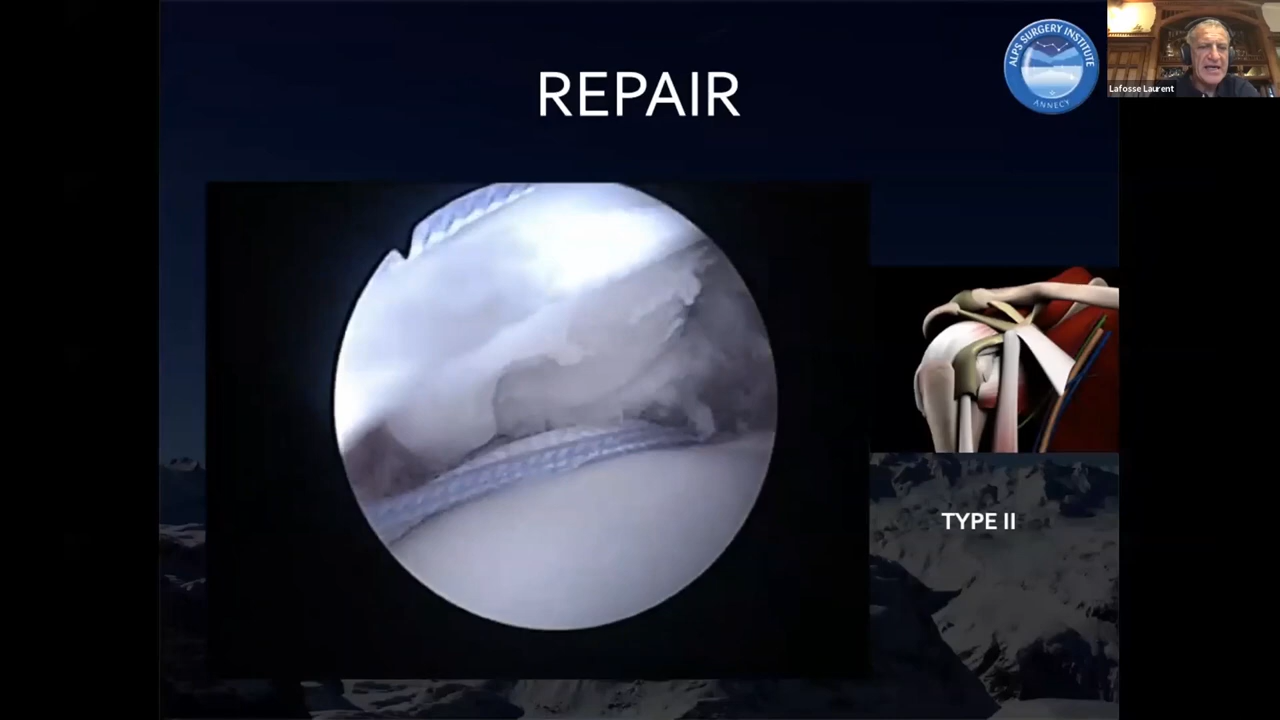 REPAIR
ALPS SURGERY INSTITUTE
ANNECY
Lafosse Laurent
TYPE II